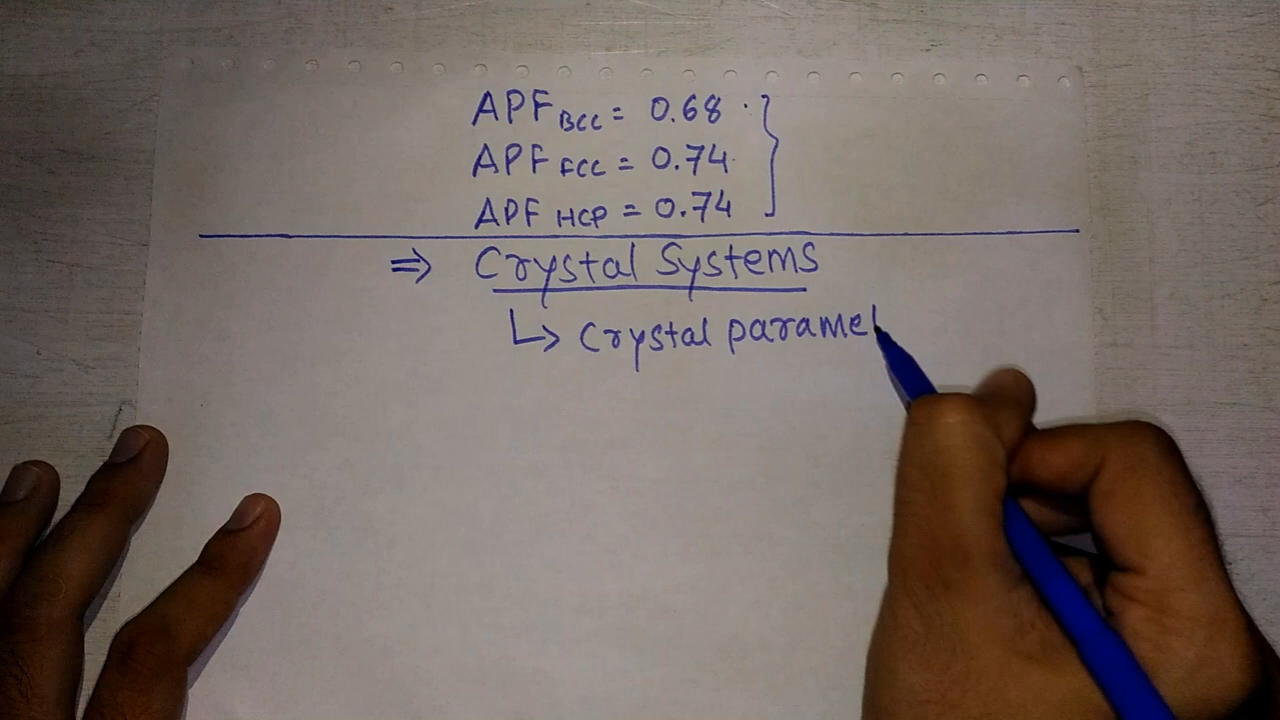 APF BCC = 0.68
APF FCC = 0.74
APF HCP = 0.74
⇒ Crystal Systems
↳ Crystal paramet